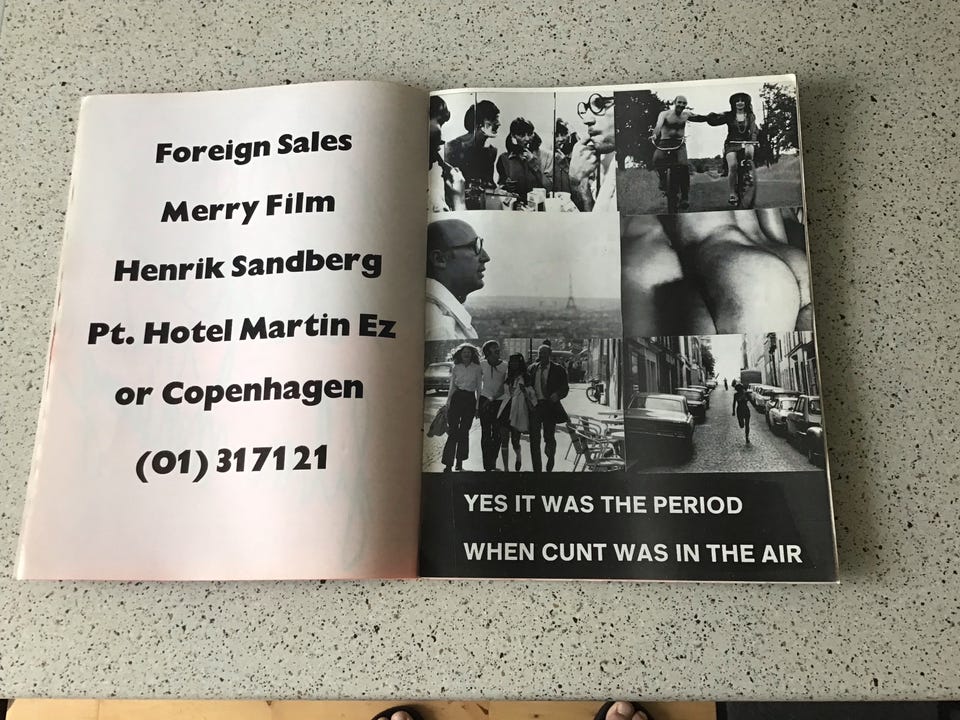 Foreign Sales
Merry Film
Henrik Sandberg
Pt. Hotel Martin Ez
or Copenhagen
(01) 317121
YES IT WAS THE PERIOD
WHEN CUNT WAS IN THE AIR